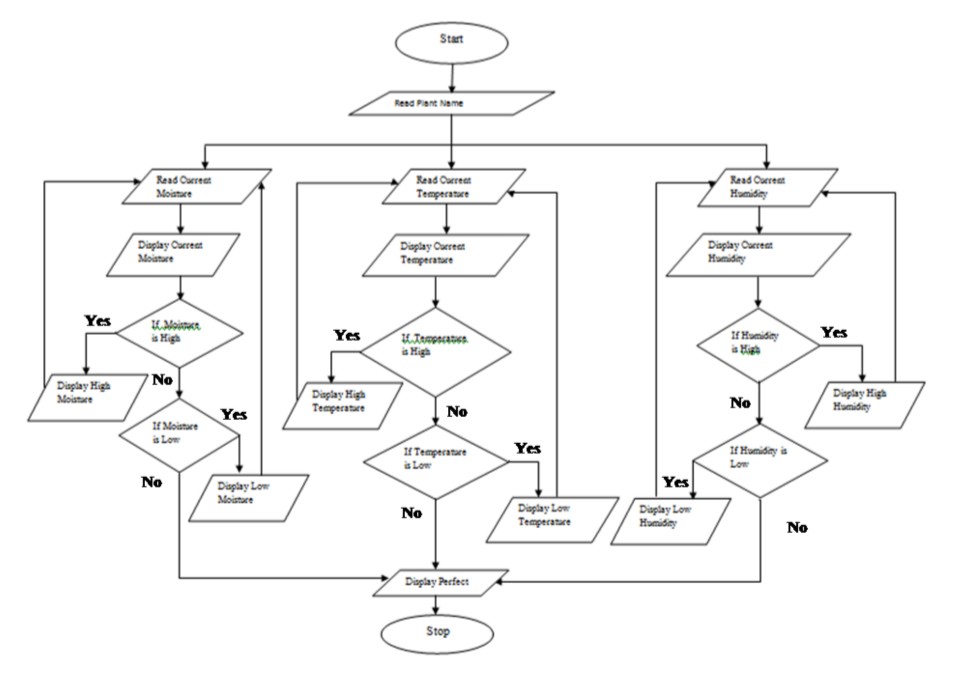 Start
Read Plant Name
Read Current
Moisture
Read Current
Temperature
Read Current
Humidity
Display Current
Moisture
Display Current
Temperature
Display Current
Humidity
Yes
If Moisture
is High
Yes
If Temperature
is High
If Humidity
is High
Yes
Display High
Moisture
No
Display High
Temperature
No
No
Display High
Humidity
If Moisture
is Low
Yes
If Temperature
is Low
Yes
If Humidity is
Low
No
Display Low
Moisture
No
Display Low
Temperature
Yes
Display Low
Humidity
No
Display Perfect
Stop